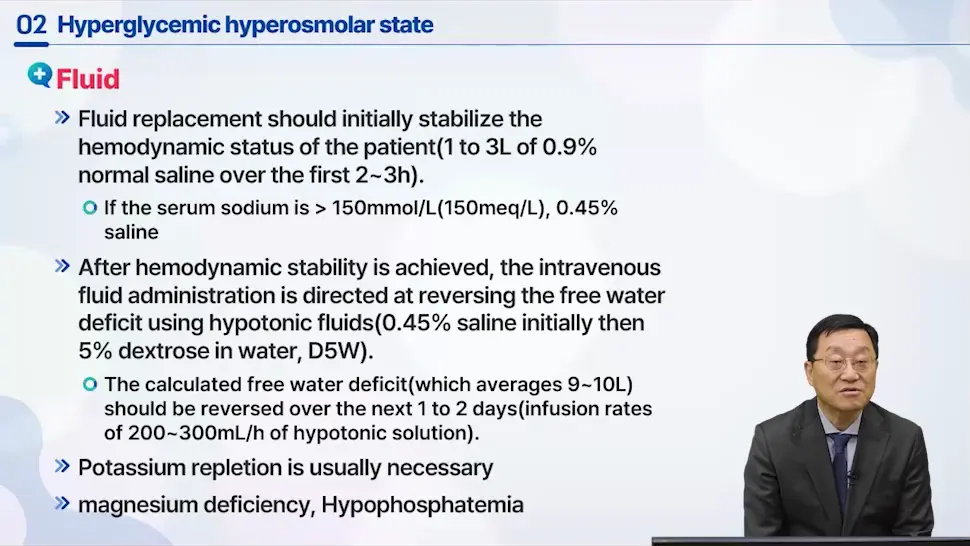 02 Hyperglycemic hyperosmolar state
Fluid
» Fluid replacement should initially stabilize the
hemodynamic status of the patient(1 to 3L of 0.9%
normal saline over the first 2~3h).
If the serum sodium is > 150mmol/L(150meq/L), 0.45%
saline
» After hemodynamic stability is achieved, the intravenous
fluid administration is directed at reversing the free water
deficit using hypotonic fluids(0.45% saline initially then
5% dextrose in water, D5W).
The calculated free water deficit(which averages 9~10L)
should be reversed over the next 1 to 2 days(infusion rates
of 200~300mL/h of hypotonic solution).
» Potassium repletion is usually necessary
» magnesium deficiency, Hypophosphatemia